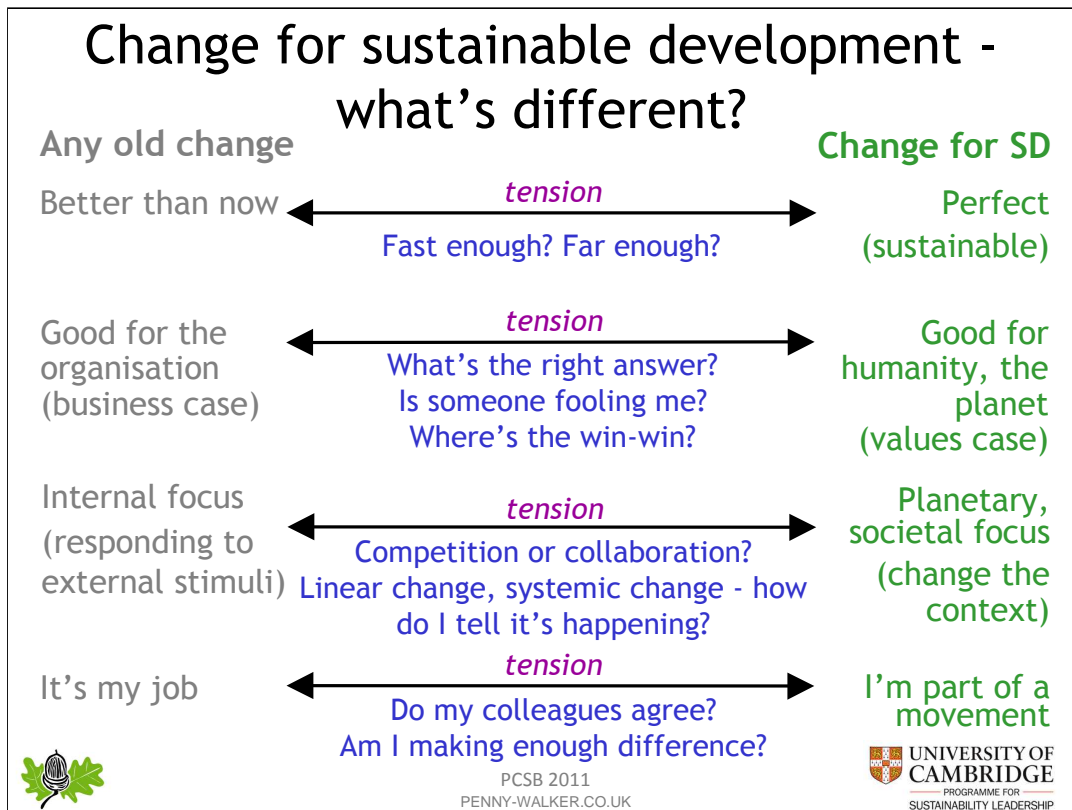 Change for sustainable development -
what's different?
Any old change
Change for SD
Better than now
tension
Fast enough? Far enough?
Perfect
(sustainable)
Good for the
organisation
(business case)
tension
What's the right answer?
Is someone fooling me?
Where's the win-win?
Good for
humanity, the
planet
(values case)
Internal focus
(responding to
external stimuli)
tension
Competition or collaboration?
Linear change, systemic change - how
do I tell it's happening?
Planetary,
societal focus
(change the
context)
It's my job
tension
Do my colleagues agree?
Am I making enough difference?
I'm part of a
movement
PCSB 2011
PENNY-WALKER.CO.UK
UNIVERSITY OF
CAMBRIDGE
PROGRAMME FOR
SUSTAINABILITY LEADERSHIP